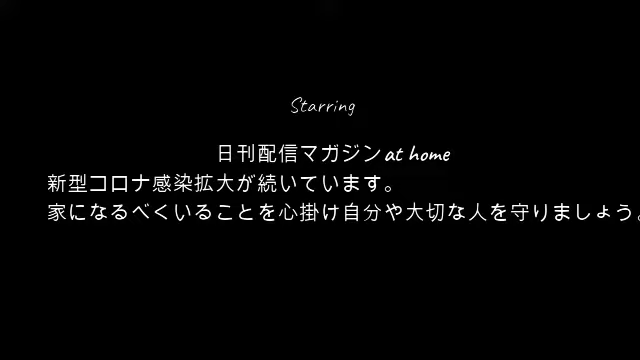 Starring
日刊配信マガジンat home
新型コロナ感染拡大が続いています。
家になるべくいることを心掛け自分や大切な人を守りましょう。